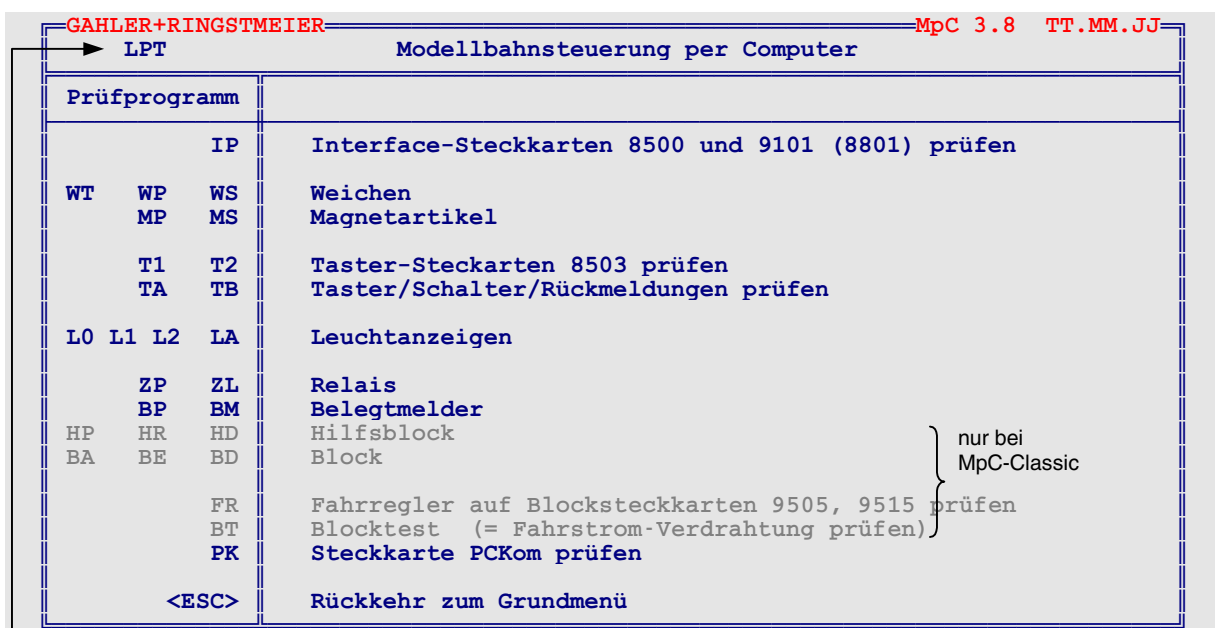 GAHLER+RINGSTMEIER MpC 3.8 TT.MM.JJ
LPT Modellbahnsteuerung per Computer
Prüfprogramm
IP Interface-Steckkarten 8500 und 9101 (8801) prüfen
WT WP WS Weichen
MP MS Magnetartikel
T1 T2 Taster-Steckarten 8503 prüfen
TA TB Taster/Schalter/Rückmeldungen prüfen
L0 L1 L2 LA Leuchtanzeigen
ZP ZL Relais
BP BM Belegtmelder
HP HR HD Hilfsblock
nur bei
BA BE BD Block
MpC-Classic
FR Fahrregler auf Blocksteckkarten 9505, 9515 prüfen
BT Blocktest (= Fahrstrom-Verdrahtung prüfen)
PK Steckkarte PCKom prüfen
<ESC> Rückkehr zum Grundmenü